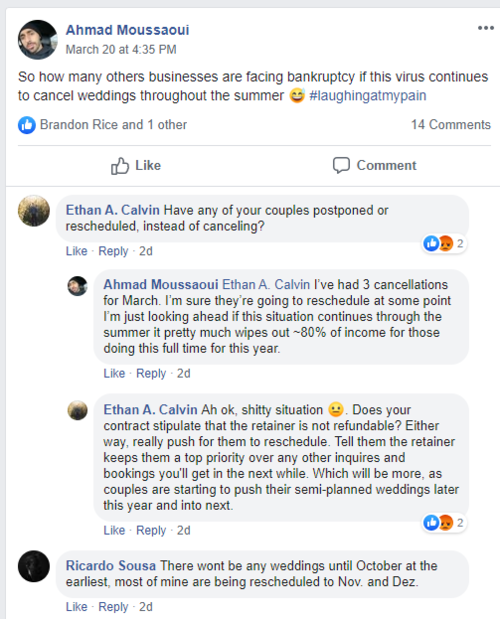 Ahmad Moussaoui
March 20 at 4:35 PM
So how many others businesses are facing bankruptcy if this virus continues
to cancel weddings throughout the summer 😅 #laughingatmypain
Brandon Rice and 1 other
14 Comments
Like
Comment
Ethan A. Calvin Have any of your couples postponed or
rescheduled, instead of canceling?
2
Like · Reply · 2d
Ahmad Moussaoui Ethan A. Calvin I've had 3 cancellations
for March. I'm sure they're going to reschedule at some point
I'm just looking ahead if this situation continues through the
summer it pretty much wipes out ~80% of income for those
doing this full time for this year.
Like · Reply · 2d
Ethan A. Calvin Ah ok, shitty situation 😕. Does your
contract stipulate that the retainer is not refundable? Either
way, really push for them to reschedule. Tell them the retainer
keeps them a top priority over any other inquires and
bookings you'll get in the next while. Which will be more, as
couples are starting to push their semi-planned weddings later
this year and into next.
2
Like · Reply · 2d
Ricardo Sousa There wont be any weddings until October at the
earliest, most of mine are being rescheduled to Nov. and Dez.
Like · Reply · 2d